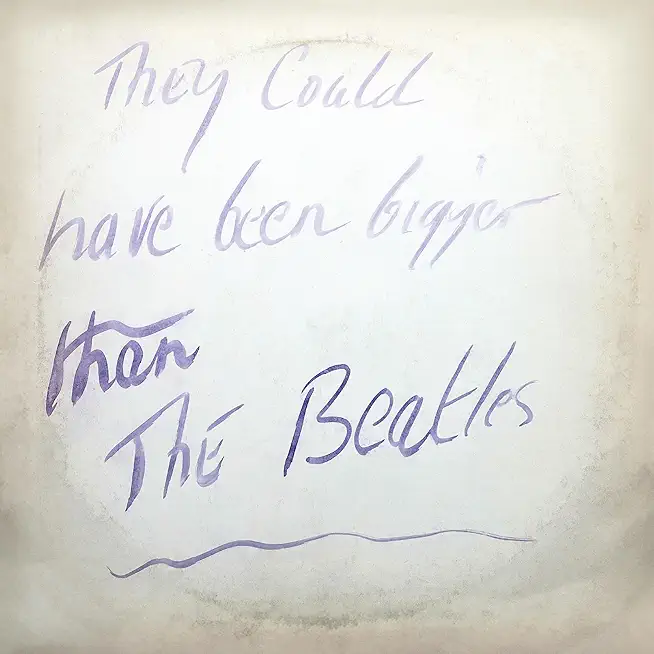 They Could
have been bigger
than
The Beatles